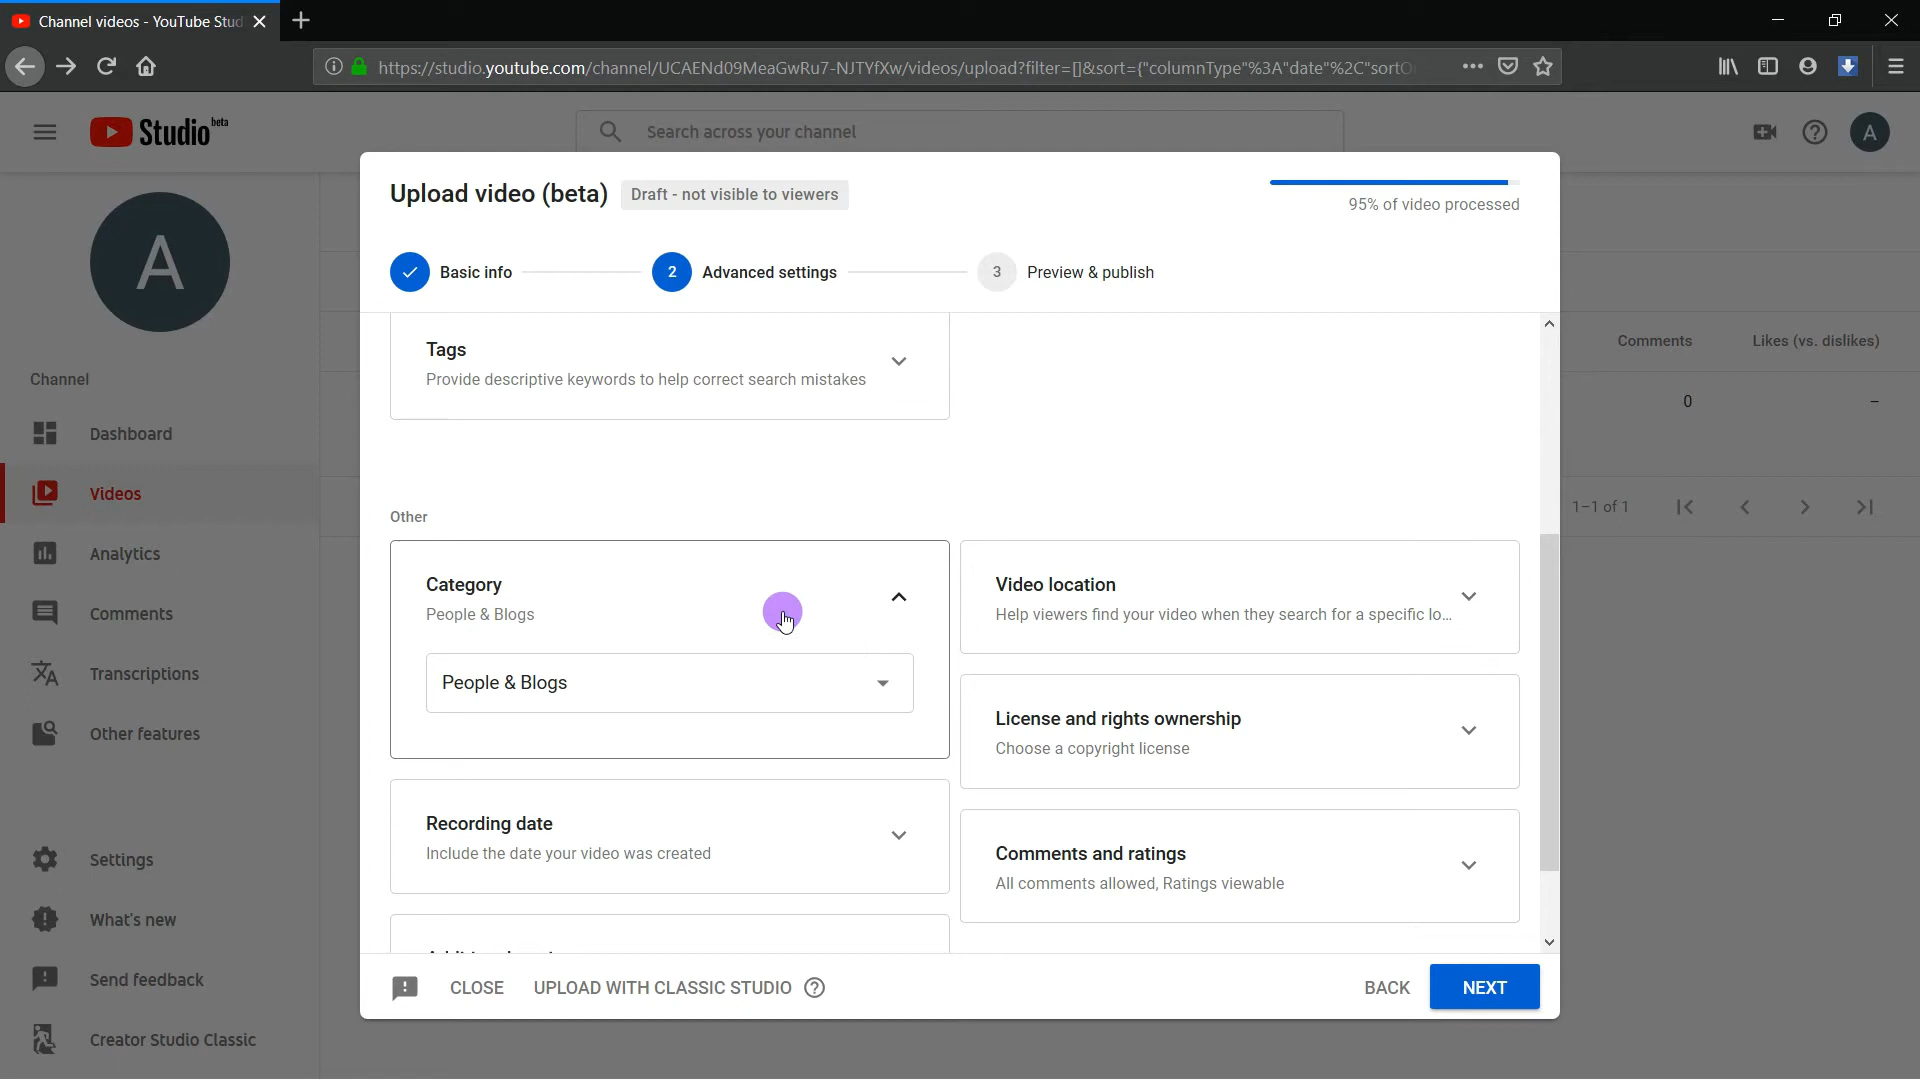 Channel videos - YouTube Stud
https://studio.youtube.com/channel/UCAENd09MeaGwRu7-NJTYfXw/videos/upload?filter=[]&sort={"columnType"%3A"date"%2C"sortO
Studio beta
Search across your channel
A
A
Upload video (beta)
Draft - not visible to viewers
95% of video processed
Basic info
2
Advanced settings
3
Preview & publish
Channel
Dashboard
Videos
Analytics
Comments
Transcriptions
Other features
Settings
What's new
Send feedback
Creator Studio Classic
Tags
Provide descriptive keywords to help correct search mistakes
Other
Category
People & Blogs
People & Blogs
Recording date
Include the date your video was created
Video location
Help viewers find your video when they search for a specific lo...
License and rights ownership
Choose a copyright license
Comments and ratings
All comments allowed, Ratings viewable
Comments
Likes (vs. dislikes)
0
–
1–1 of 1
CLOSE
UPLOAD WITH CLASSIC STUDIO
BACK
NEXT